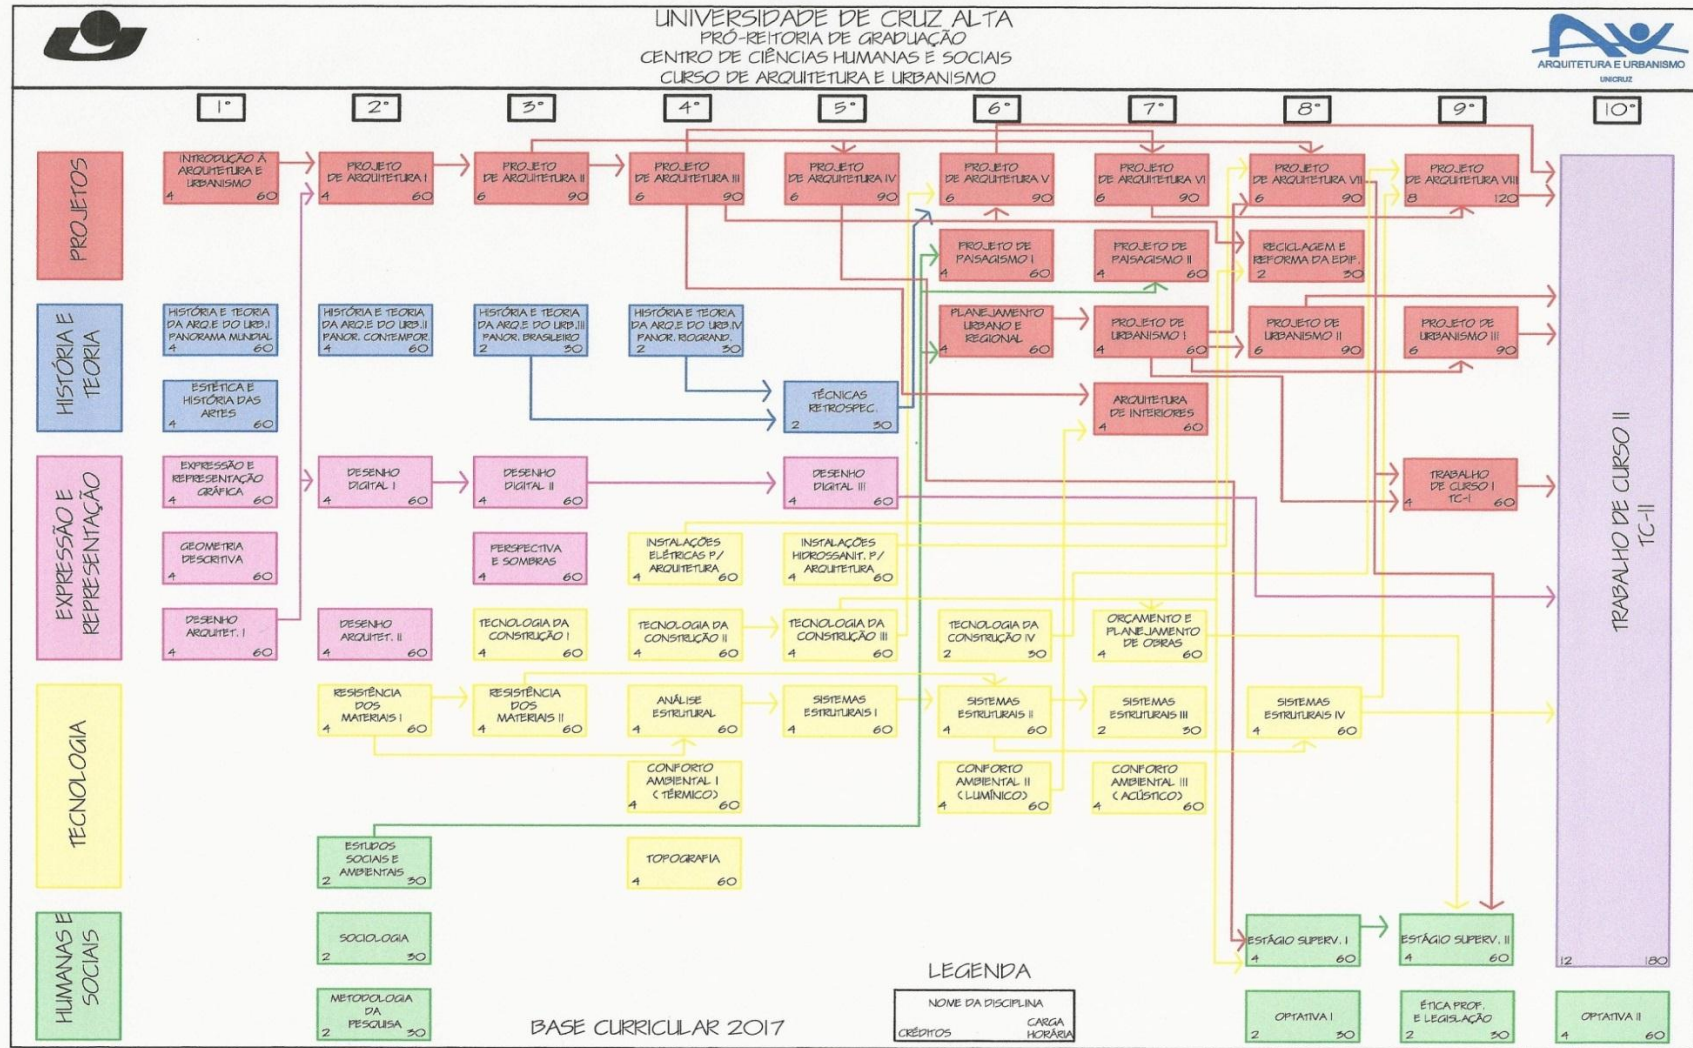 UNIVERSIDADE DE CRUZ ALTA
PRÓ-REITORIA DE GRADUAÇÃO
CENTRO DE CIÊNCIAS HUMANAS E SOCIAIS
CURSO DE ARQUITETURA E URBANISMO
ARQUITETURA E URBANISMO
UNICRUZ
1° 2° 3° 4° 5° 6° 7° 8° 9° 10°
PROJETOS
INTRODUÇÃO À
ARQUITETURA E
URBANISMO
4 60
PROJETO
DE ARQUITETURA I
4 60
PROJETO
DE ARQUITETURA II
6 90
PROJETO
DE ARQUITETURA III
6 90
PROJETO
DE ARQUITETURA IV
6 90
PROJETO
DE ARQUITETURA V
6 90
PROJETO
DE ARQUITETURA VI
6 90
PROJETO
DE ARQUITETURA VII
6 90
PROJETO
DE ARQUITETURA VIII
8 120
PROJETO DE
PAISAGISMO I
4 60
PROJETO DE
PAISAGISMO II
4 60
RECICLAGEM E
REFORMA DA EDIF.
2 30
HISTÓRIA E
TEORIA
HISTÓRIA E TEORIA
DA ARQ.E DO URB.I
PANORAMA MUNDIAL
4 60
HISTÓRIA E TEORIA
DA ARQ.E DO URB.II
PANOR. CONTEMPOR.
4 60
HISTÓRIA E TEORIA
DA ARQ.E DO URB.III
PANOR. BRASILEIRO
2 30
HISTÓRIA E TEORIA
DA ARQ.E DO URB.IV
PANOR. RIOGRAND.
2 30
PLANEJAMENTO
URBANO E
REGIONAL
4 60
PROJETO DE
URBANISMO I
4 60
PROJETO DE
URBANISMO II
6 90
PROJETO DE
URBANISMO III
6 90
ESTÉTICA E
HISTÓRIA DAS
ARTES
4 60
TÉCNICAS
RETROSPEC.
2 30
ARQUITETURA
DE INTERIORES
4 60
EXPRESSÃO E
REPRESENTAÇÃO
EXPRESSÃO E
REPRESENTAÇÃO
GRÁFICA
4 60
DESENHO
DIGITAL I
4 60
DESENHO
DIGITAL II
4 60
DESENHO
DIGITAL III
4 60
TRABALHO
DE CURSO I
TC-I
4 60
GEOMETRIA
DESCRITIVA
4 60
PERSPECTIVA
E SOMBRAS
4 60
INSTALAÇÕES
ELÉTRICAS P/
ARQUITETURA
4 60
INSTALAÇÕES
HIDROSSANIT. P/
ARQUITETURA
4 60
DESENHO
ARQUITET. I
4 60
DESENHO
ARQUITET. II
4 60
TECNOLOGIA DA
CONSTRUÇÃO I
4 60
TECNOLOGIA DA
CONSTRUÇÃO II
4 60
TECNOLOGIA DA
CONSTRUÇÃO III
4 60
TECNOLOGIA DA
CONSTRUÇÃO IV
2 30
ORÇAMENTO E
PLANEJAMENTO
DE OBRAS
4 60
TECNOLOGIA
RESISTÊNCIA
DOS
MATERIAIS I
4 60
RESISTÊNCIA
DOS
MATERIAIS II
4 60
ANÁLISE
ESTRUTURAL
4 60
SISTEMAS
ESTRUTURAIS I
4 60
SISTEMAS
ESTRUTURAIS II
4 60
SISTEMAS
ESTRUTURAIS III
2 30
SISTEMAS
ESTRUTURAIS IV
4 60
CONFORTO
AMBIENTAL I
(TÉRMICO)
4 60
CONFORTO
AMBIENTAL II
(LUMÍNICO)
4 60
CONFORTO
AMBIENTAL III
(ACÚSTICO)
4 60
ESTUDOS
SOCIAIS E
AMBIENTAIS
2 30
TOPOGRAFIA
4 60
HUMANAS E
SOCIAIS
SOCIOLOGIA
2 30
ESTÁGIO SUPERV. I
4 60
ESTÁGIO SUPERV. II
4 60
METODOLOGIA
DA
PESQUISA
2 30
OPTATIVA I
2 30
ÉTICA PROF.
E LEGISLAÇÃO
2 30
OPTATIVA II
4 60
TRABALHO DE CURSO II
TC-II
12 180
BASE CURRICULAR 2017
LEGENDA
NOME DA DISCIPLINA
CRÉDITOS
CARGA
HORÁRIA